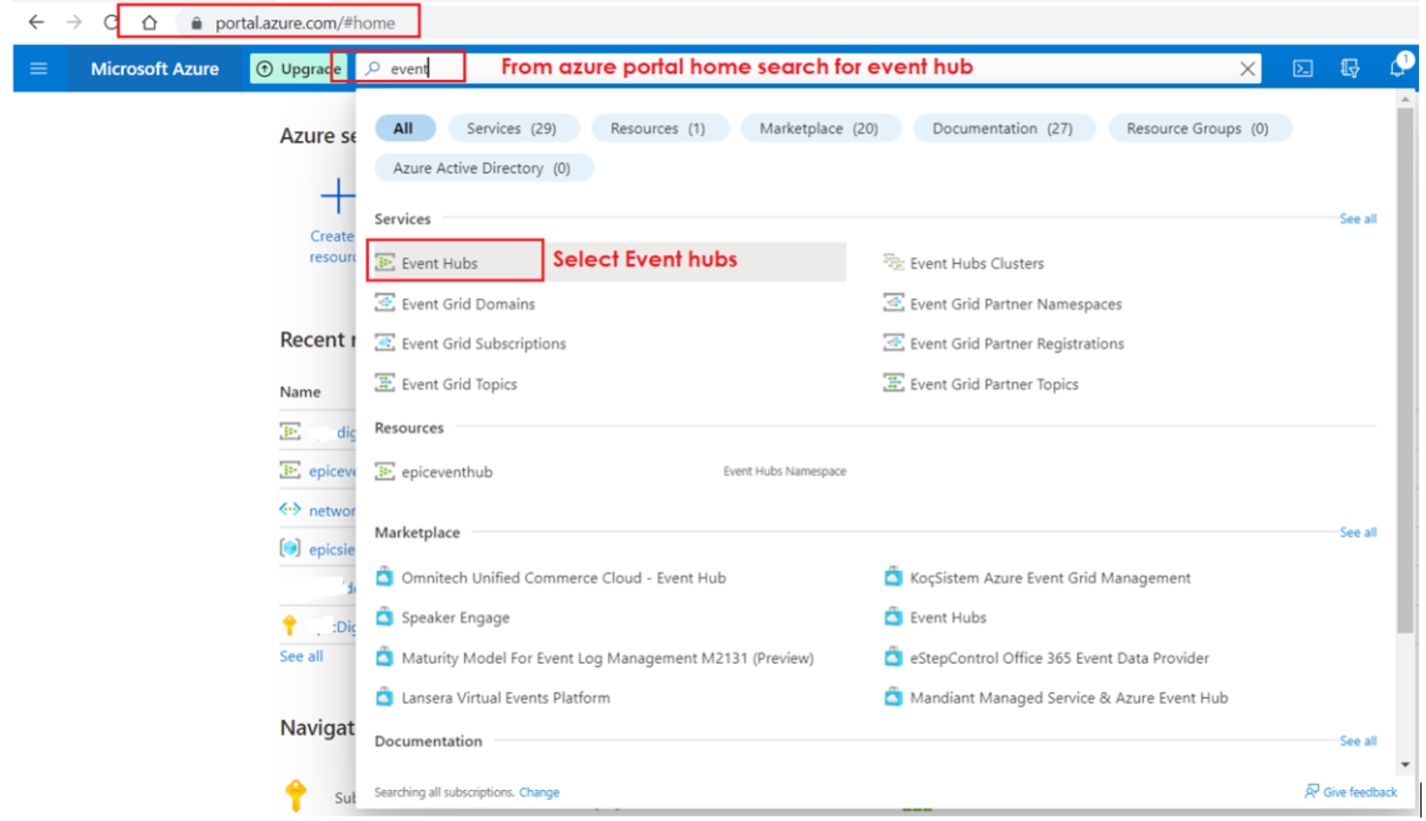 portal.azure.com/#home
Microsoft Azure Upgrade event From azure portal home search for event hub 1
Azure se
All Services (29) Resources (1) Marketplace (20) Documentation (27) Resource Groups (0)
Azure Active Directory (0)
Services See all
Create
resourc
Event Hubs Select Event hubs Event Hubs Clusters
Event Grid Domains Event Grid Partner Namespaces
Recent r
Event Grid Subscriptions Event Grid Partner Registrations
Event Grid Topics Event Grid Partner Topics
Name
Resources
dig
epiceve epiceventhub Event Hubs Namespace
networ
Marketplace See all
epicsie
Omnitech Unified Commerce Cloud - Event Hub KoçSistem Azure Event Grid Management
Speaker Engage Event Hubs
:Dig
See all Maturity Model For Event Log Management M2131 (Preview) eStepControl Office 365 Event Data Provider
Lansera Virtual Events Platform Mandiant Managed Service & Azure Event Hub
Navigat
Documentation See all
Sub Searching all subscriptions. Change Give feedback